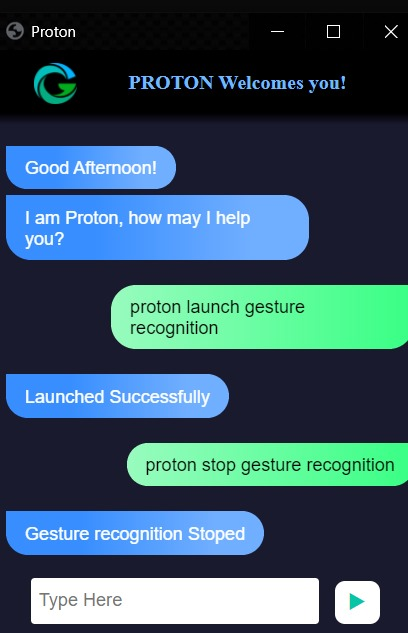 Proton
PROTON Welcomes you!
Good Afternoon!
I am Proton, how may I help
you?
proton launch gesture
recognition
Launched Successfully
proton stop gesture recognition
Gesture recognition Stoped
Type Here